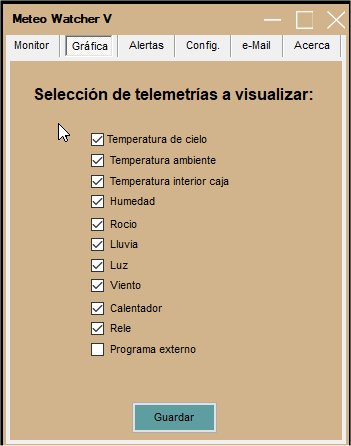 Meteo Watcher V
Monitor Gráfica Alertas Config. e-Mail Acerca
Selección de telemetrías a visualizar:
Temperatura de cielo
Temperatura ambiente
Temperatura interior caja
Humedad
Rocio
Lluvia
Luz
Viento
Calentador
Rele
Programa externo
Guardar